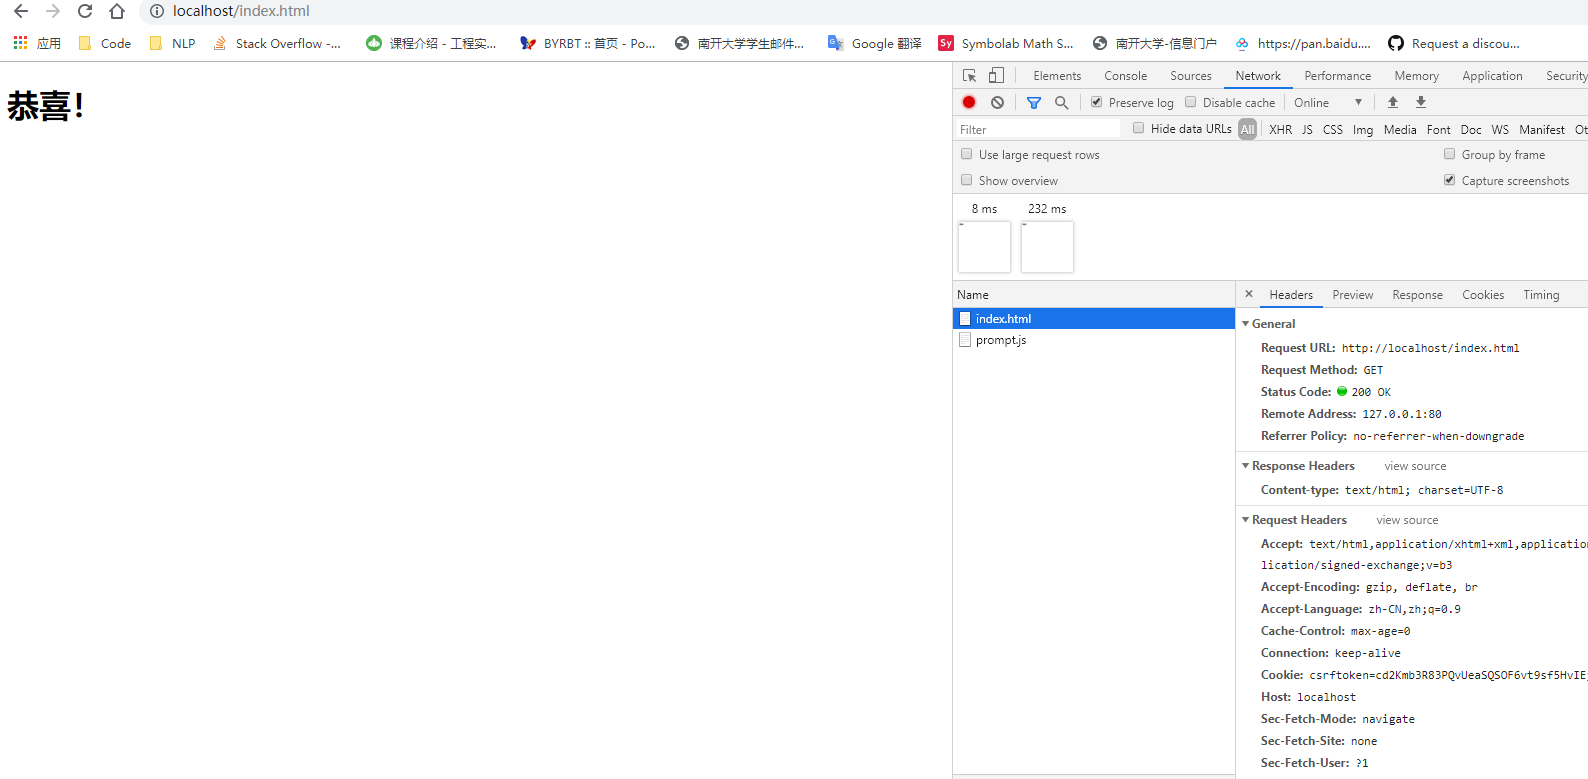 localhost/index.html
应用 Code NLP Stack Overflow -... 课程介绍 - 工程实... BYRBT :: 首页 - Po... 南开大学学生邮件... Google 翻译 Sy Symbolab Math S... 南开大学-信息门户 https://pan.baidu.... Request a discou...
恭喜！
Elements Console Sources Network Performance Memory Application Security
Preserve log Disable cache Online
Filter Hide data URLs All XHR JS CSS Img Media Font Doc WS Manifest Ot
Use large request rows Group by frame
Show overview Capture screenshots
8 ms 232 ms
Name
index.html
prompt.js
Headers Preview Response Cookies Timing
General
Request URL: http://localhost/index.html
Request Method: GET
Status Code: 200 OK
Remote Address: 127.0.0.1:80
Referrer Policy: no-referrer-when-downgrade
Response Headers view source
Content-type: text/html; charset=UTF-8
Request Headers view source
Accept: text/html,application/xhtml+xml,application
lication/signed-exchange;v=b3
Accept-Encoding: gzip, deflate, br
Accept-Language: zh-CN,zh;q=0.9
Cache-Control: max-age=0
Connection: keep-alive
Cookie: csrftoken=cd2Kmb3R83PQvUeaSQSOF6vt9sf5HvIE
Host: localhost
Sec-Fetch-Mode: navigate
Sec-Fetch-Site: none
Sec-Fetch-User: ?1